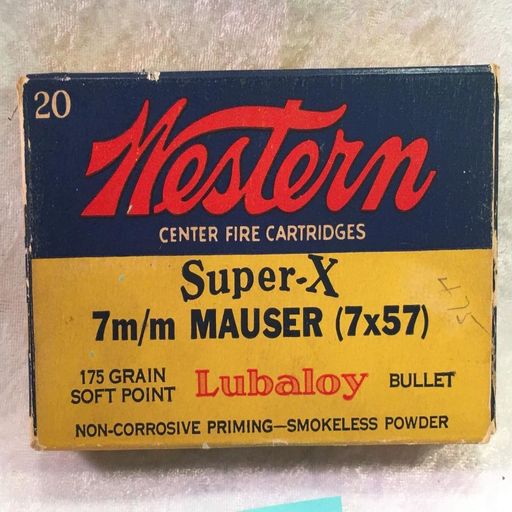 20
Western
CENTER FIRE CARTRIDGES
Super-X
7m/m MAUSER (7x57)
475
175 GRAIN
SOFT POINT
Lubaloy
BULLET
NON-CORROSIVE PRIMING—SMOKELESS POWDER